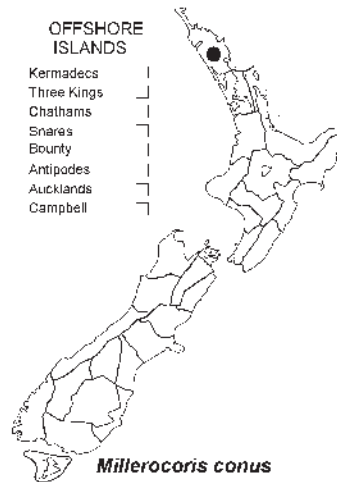 OFFSHORE
ISLANDS
Kermadecs
Three Kings
Chathams
Snares
Bounty
Antipodes
Aucklands
Campbell
Millerocoris conus